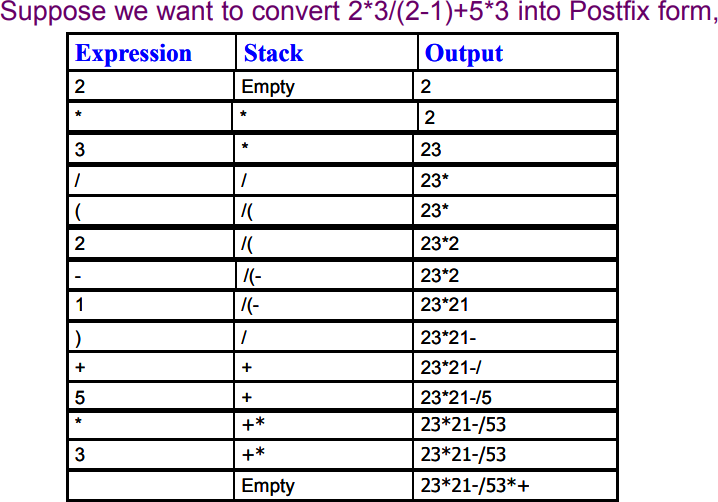 Suppose we want to convert 2*3/(2-1)+5*3 into Postfix form,
Expression Stack Output
2 Empty 2
* * 2
3 * 23
/ / 23*
( /( 23*
2 /( 23*2
- /(- 23*2
1 /(- 23*21
) / 23*21-
+ + 23*21-/
5 + 23*21-/5
* +* 23*21-/53
3 +* 23*21-/53
Empty 23*21-/53*+